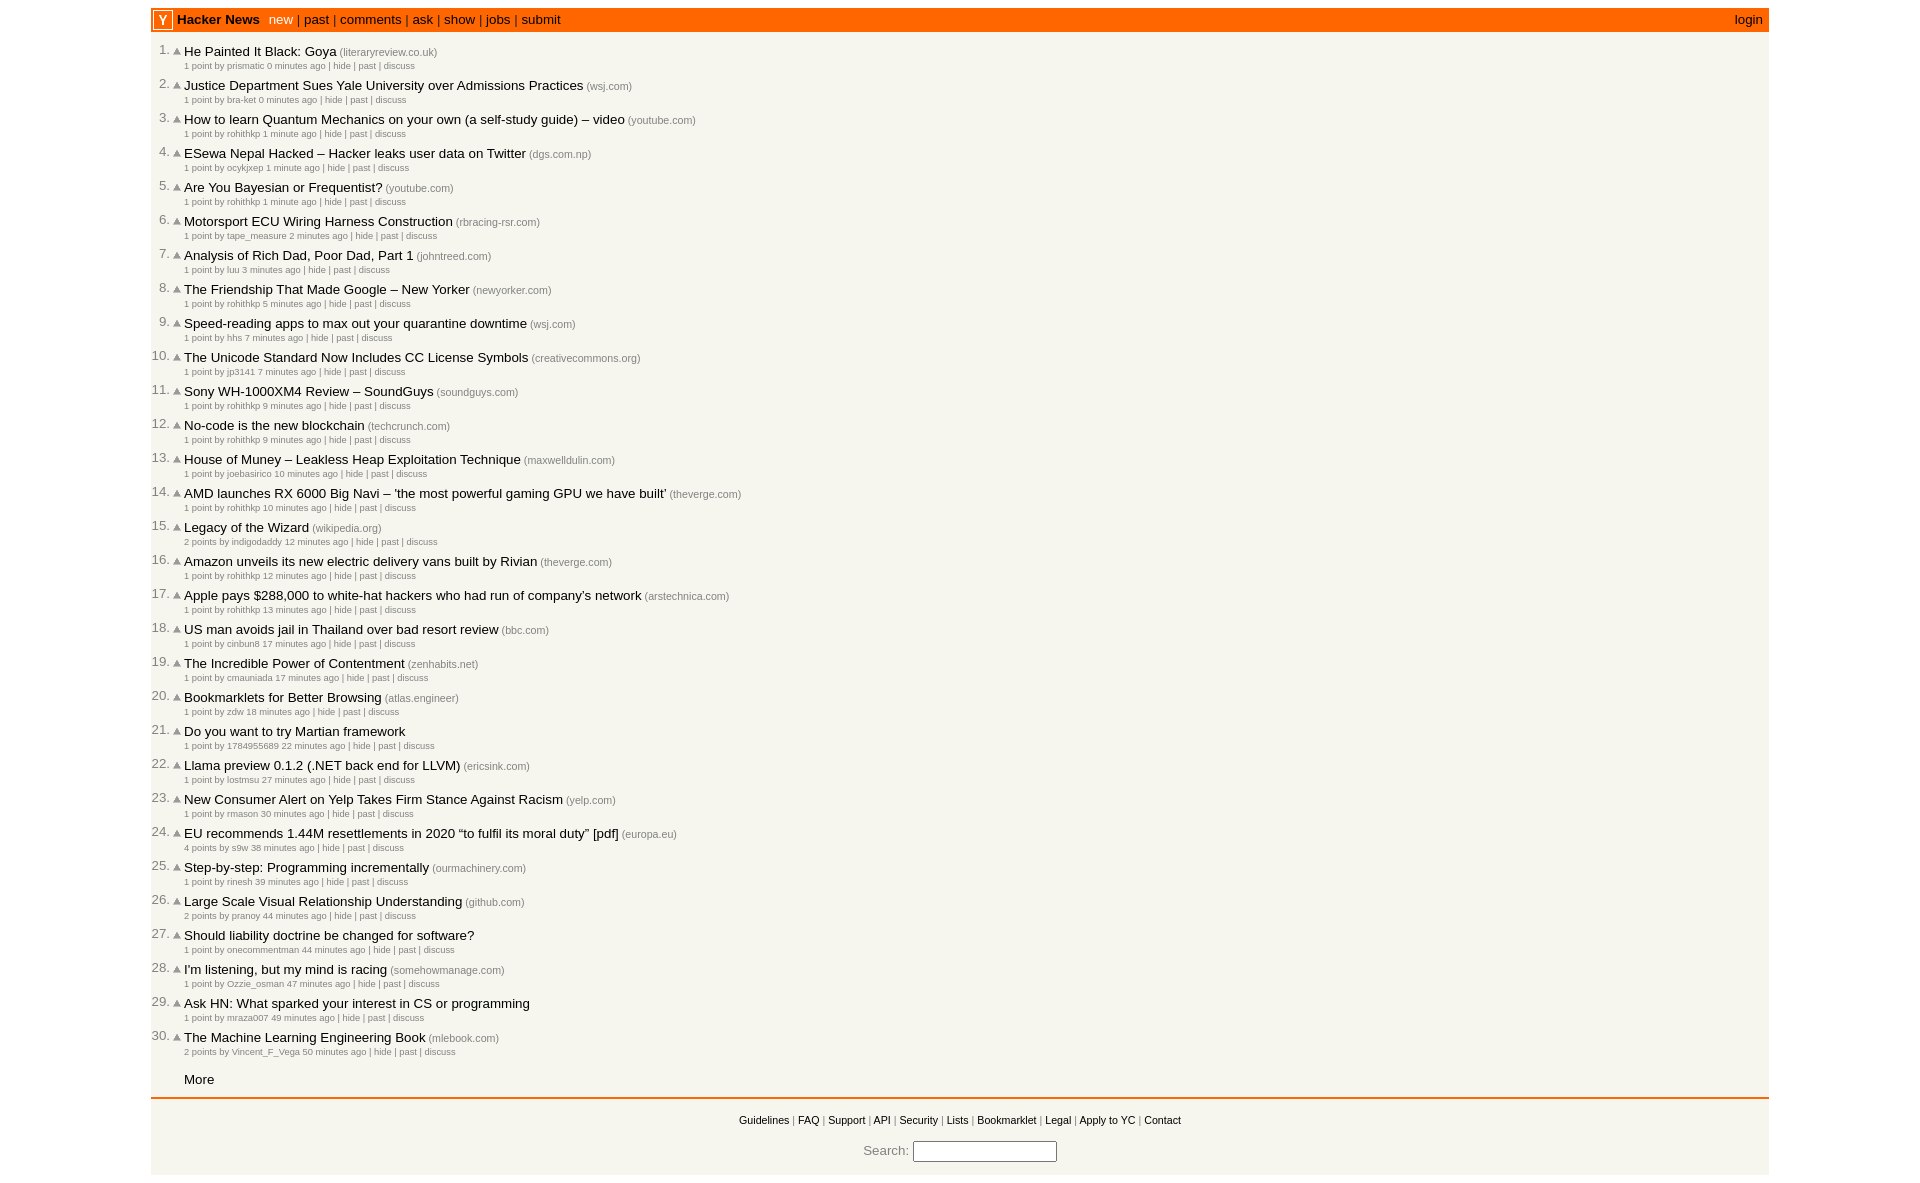 Y Hacker News new | past | comments | ask | show | jobs | submit login
1. He Painted It Black: Goya (literaryreview.co.uk)
1 point by prismatic 0 minutes ago | hide | past | discuss
2. Justice Department Sues Yale University over Admissions Practices (wsj.com)
1 point by bra-ket 0 minutes ago | hide | past | discuss
3. How to learn Quantum Mechanics on your own (a self-study guide) – video (youtube.com)
1 point by rohithkp 1 minute ago | hide | past | discuss
4. ESewa Nepal Hacked – Hacker leaks user data on Twitter (dgs.com.np)
1 point by ocykjxep 1 minute ago | hide | past | discuss
5. Are You Bayesian or Frequentist? (youtube.com)
1 point by rohithkp 1 minute ago | hide | past | discuss
6. Motorsport ECU Wiring Harness Construction (rbracing-rsr.com)
1 point by tape_measure 2 minutes ago | hide | past | discuss
7. Analysis of Rich Dad, Poor Dad, Part 1 (johntreed.com)
1 point by luu 3 minutes ago | hide | past | discuss
8. The Friendship That Made Google – New Yorker (newyorker.com)
1 point by rohithkp 5 minutes ago | hide | past | discuss
9. Speed-reading apps to max out your quarantine downtime (wsj.com)
1 point by hhs 7 minutes ago | hide | past | discuss
10. The Unicode Standard Now Includes CC License Symbols (creativecommons.org)
1 point by jp3141 7 minutes ago | hide | past | discuss
11. Sony WH-1000XM4 Review – SoundGuys (soundguys.com)
1 point by rohithkp 9 minutes ago | hide | past | discuss
12. No-code is the new blockchain (techcrunch.com)
1 point by rohithkp 9 minutes ago | hide | past | discuss
13. House of Muney – Leakless Heap Exploitation Technique (maxwelldulin.com)
1 point by joebasirico 10 minutes ago | hide | past | discuss
14. AMD launches RX 6000 Big Navi – 'the most powerful gaming GPU we have built' (theverge.com)
1 point by rohithkp 10 minutes ago | hide | past | discuss
15. Legacy of the Wizard (wikipedia.org)
2 points by indigodaddy 12 minutes ago | hide | past | discuss
16. Amazon unveils its new electric delivery vans built by Rivian (theverge.com)
1 point by rohithkp 12 minutes ago | hide | past | discuss
17. Apple pays $288,000 to white-hat hackers who had run of company's network (arstechnica.com)
1 point by rohithkp 13 minutes ago | hide | past | discuss
18. US man avoids jail in Thailand over bad resort review (bbc.com)
1 point by cinbun8 17 minutes ago | hide | past | discuss
19. The Incredible Power of Contentment (zenhabits.net)
1 point by cmauniada 17 minutes ago | hide | past | discuss
20. Bookmarklets for Better Browsing (atlas.engineer)
1 point by zdw 18 minutes ago | hide | past | discuss
21. Do you want to try Martian framework
1 point by 1784955689 22 minutes ago | hide | past | discuss
22. Llama preview 0.1.2 (.NET back end for LLVM) (ericsink.com)
1 point by lostmsu 27 minutes ago | hide | past | discuss
23. New Consumer Alert on Yelp Takes Firm Stance Against Racism (yelp.com)
1 point by rmason 30 minutes ago | hide | past | discuss
24. EU recommends 1.44M resettlements in 2020 “to fulfil its moral duty” [pdf] (europa.eu)
4 points by s9w 38 minutes ago | hide | past | discuss
25. Step-by-step: Programming incrementally (ourmachinery.com)
1 point by rinesh 39 minutes ago | hide | past | discuss
26. Large Scale Visual Relationship Understanding (github.com)
2 points by pranoy 44 minutes ago | hide | past | discuss
27. Should liability doctrine be changed for software?
1 point by onecommentman 44 minutes ago | hide | past | discuss
28. I'm listening, but my mind is racing (somehowmanage.com)
1 point by Ozzie_osman 47 minutes ago | hide | past | discuss
29. Ask HN: What sparked your interest in CS or programming
1 point by mraza007 49 minutes ago | hide | past | discuss
30. The Machine Learning Engineering Book (mlebook.com)
2 points by Vincent_F_Vega 50 minutes ago | hide | past | discuss
More
Guidelines | FAQ | Support | API | Security | Lists | Bookmarklet | Legal | Apply to YC | Contact
Search: